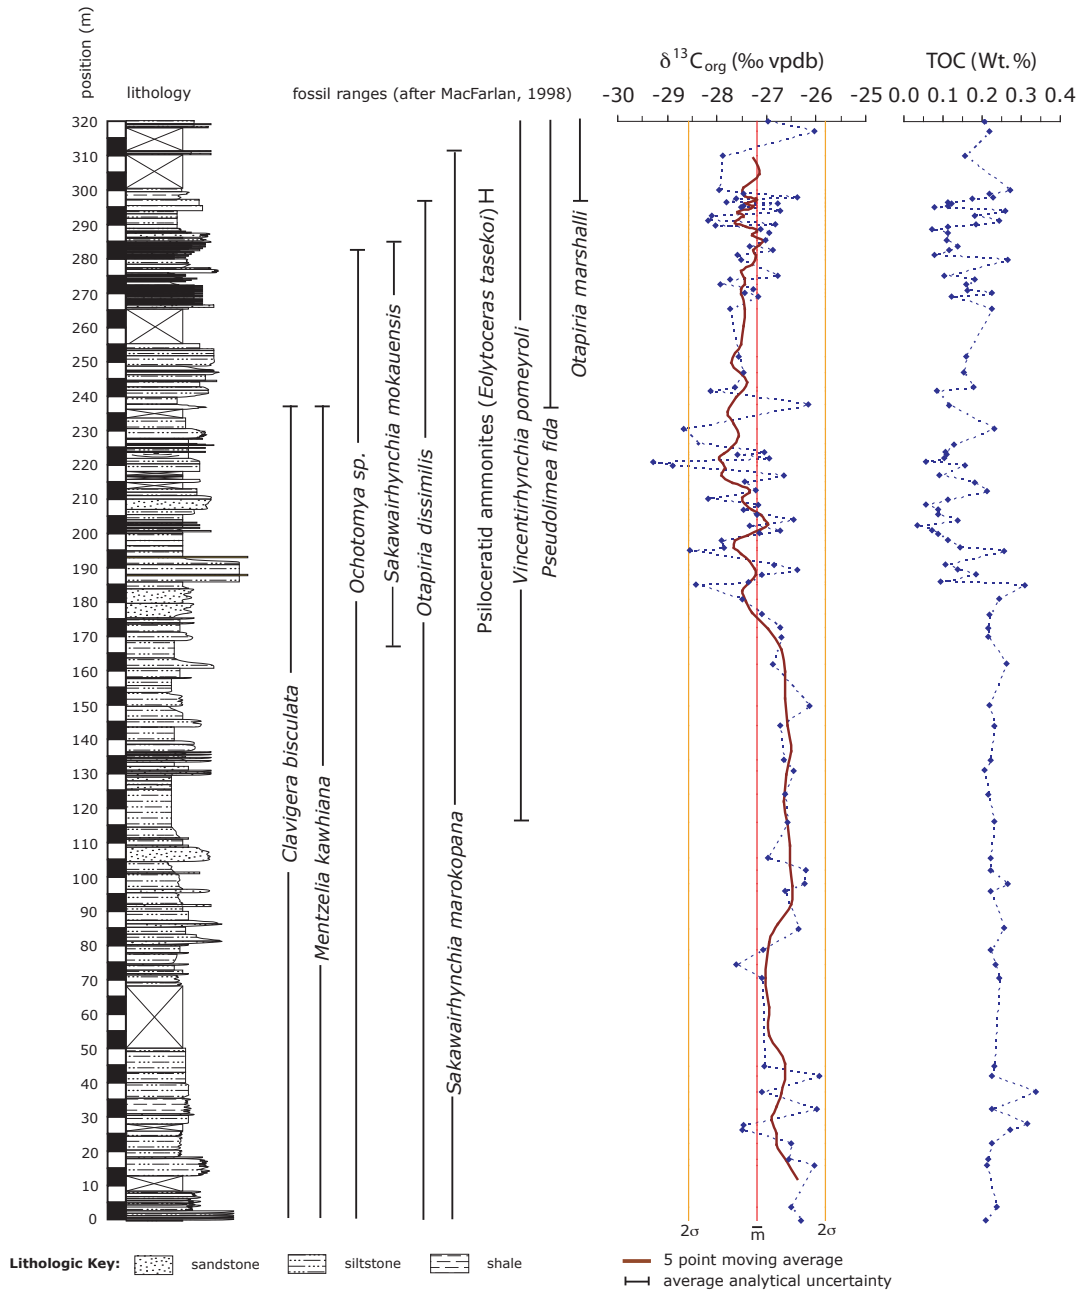 position (m)
lithology
fossil ranges (after MacFarlan, 1998)
δ13Corg (‰ vpdb)
TOC (Wt. %)
-30 -29 -28 -27 -26 -25
0.0 0.1 0.2 0.3 0.4
320
310
300
290
280
270
260
250
240
230
220
210
200
190
180
170
160
150
140
130
120
110
100
90
80
70
60
50
40
30
20
10
0
Clavigera bisculata
Mentzelia kawhiana
Ochotomya sp.
Sakawairhynchia mokauensis
Otapiria dissimilis
Sakawairhynchia marokopana
Psiloceratid ammonites (Eolytoceras tasekoi)
Vincentirhynchia pomeyroli
Pseudolimea fida
Otapiria marshalli
2σ m 2σ
Lithologic Key: sandstone siltstone shale
5 point moving average
average analytical uncertainty